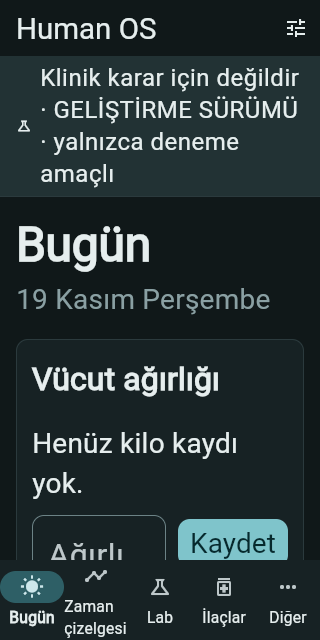 Human OS
Klinik karar için değildir
· GELİŞTİRME SÜRÜMÜ
· yalnızca deneme
amaçlı
Bugün
19 Kasım Perşembe
Vücut ağırlığı
Henüz kilo kaydı
yok.
Ağırlı
Kaydet
Bugün
Zaman
çizelgesi
Lab
İlaçlar
Diğer